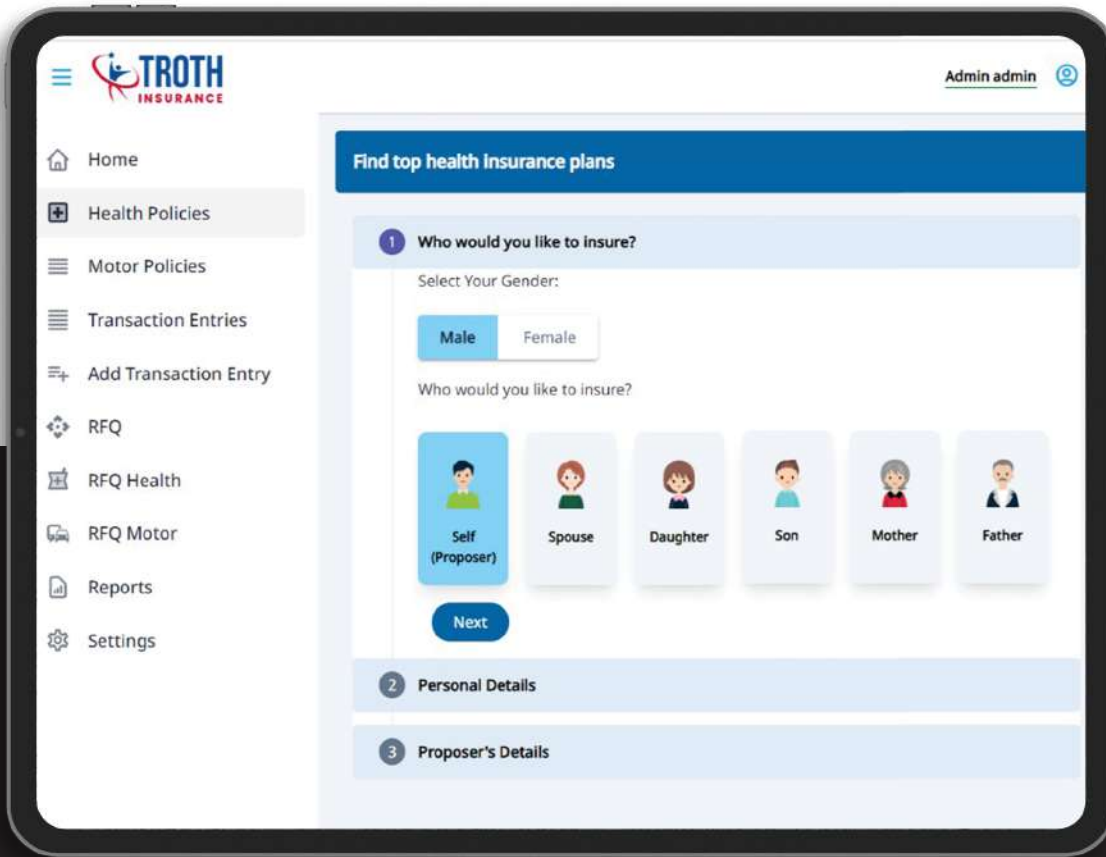 TROTH
INSURANCE
Admin admin
Home
Health Policies
Motor Policies
Transaction Entries
Add Transaction Entry
RFQ
RFQ Health
RFQ Motor
Reports
Settings
Find top health insurance plans
1 Who would you like to insure?
Select Your Gender:
Male Female
Who would you like to insure?
Self
(Proposer)
Spouse
Daughter
Son
Mother
Father
Next
2 Personal Details
3 Proposer's Details